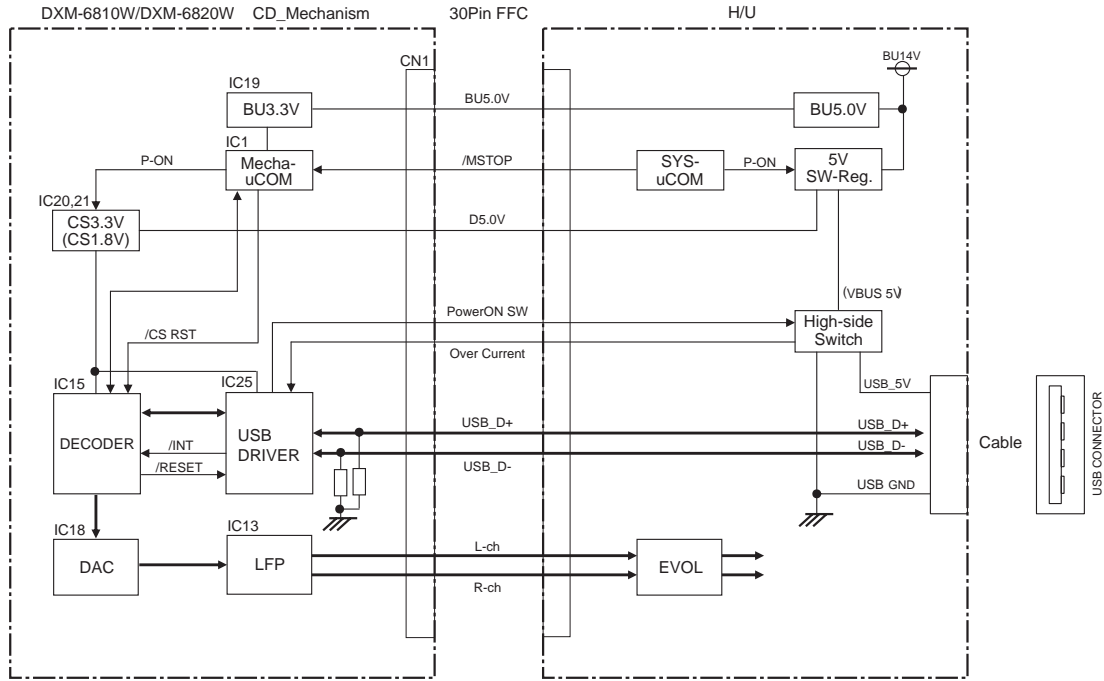 DXM-6810W/DXM-6820W CD_Mechanism 30Pin FFC H/U
CN1
BU14V
IC19
BU3.3V
BU5.0V
BU5.0V
IC1
Mecha-
uCOM
P-ON
/MSTOP
SYS-
uCOM
P-ON
5V
SW-Reg.
IC20,21
CS3.3V
(CS1.8V)
D5.0V
(VBUS 5V)
PowerON SW
High-side
Switch
/CS RST
Over Current
IC15
IC25
USB_5V
DECODER
USB
DRIVER
/INT
/RESET
USB_D+
USB_D-
USB_D+
USB_D-
USB GND
Cable
USB CONNECTOR
IC18
DAC
IC13
LFP
L-ch
R-ch
EVOL